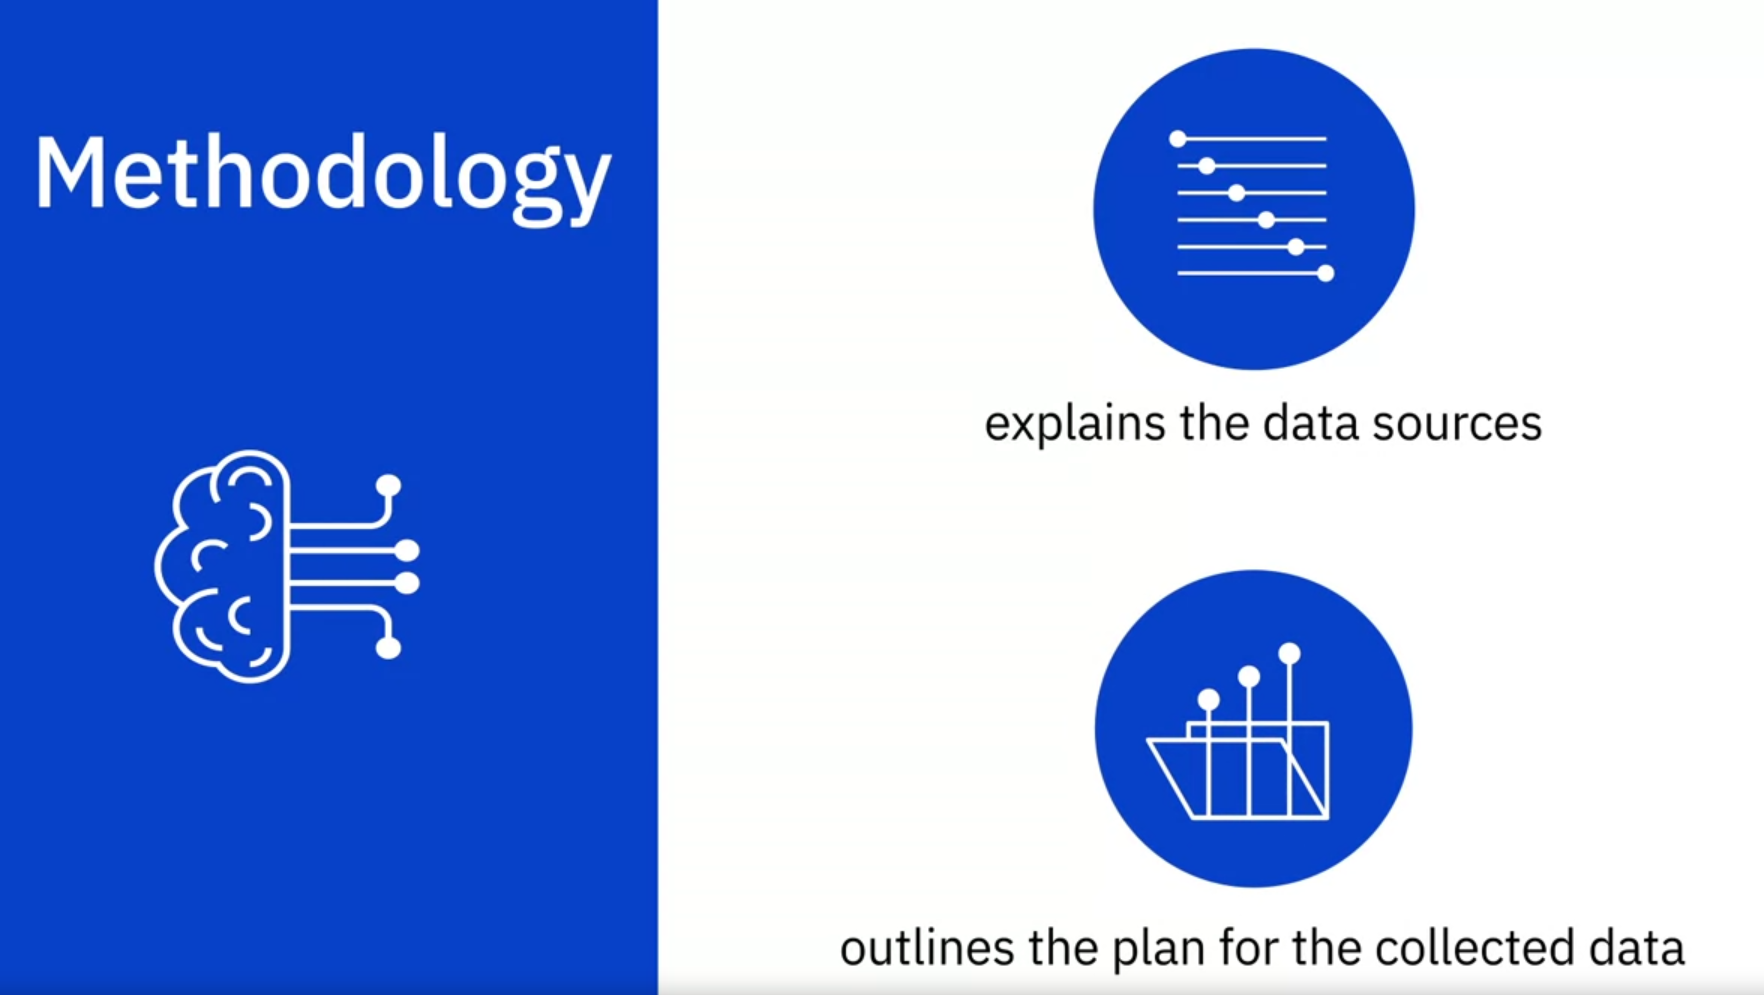 Methodology
explains the data sources
outlines the plan for the collected data